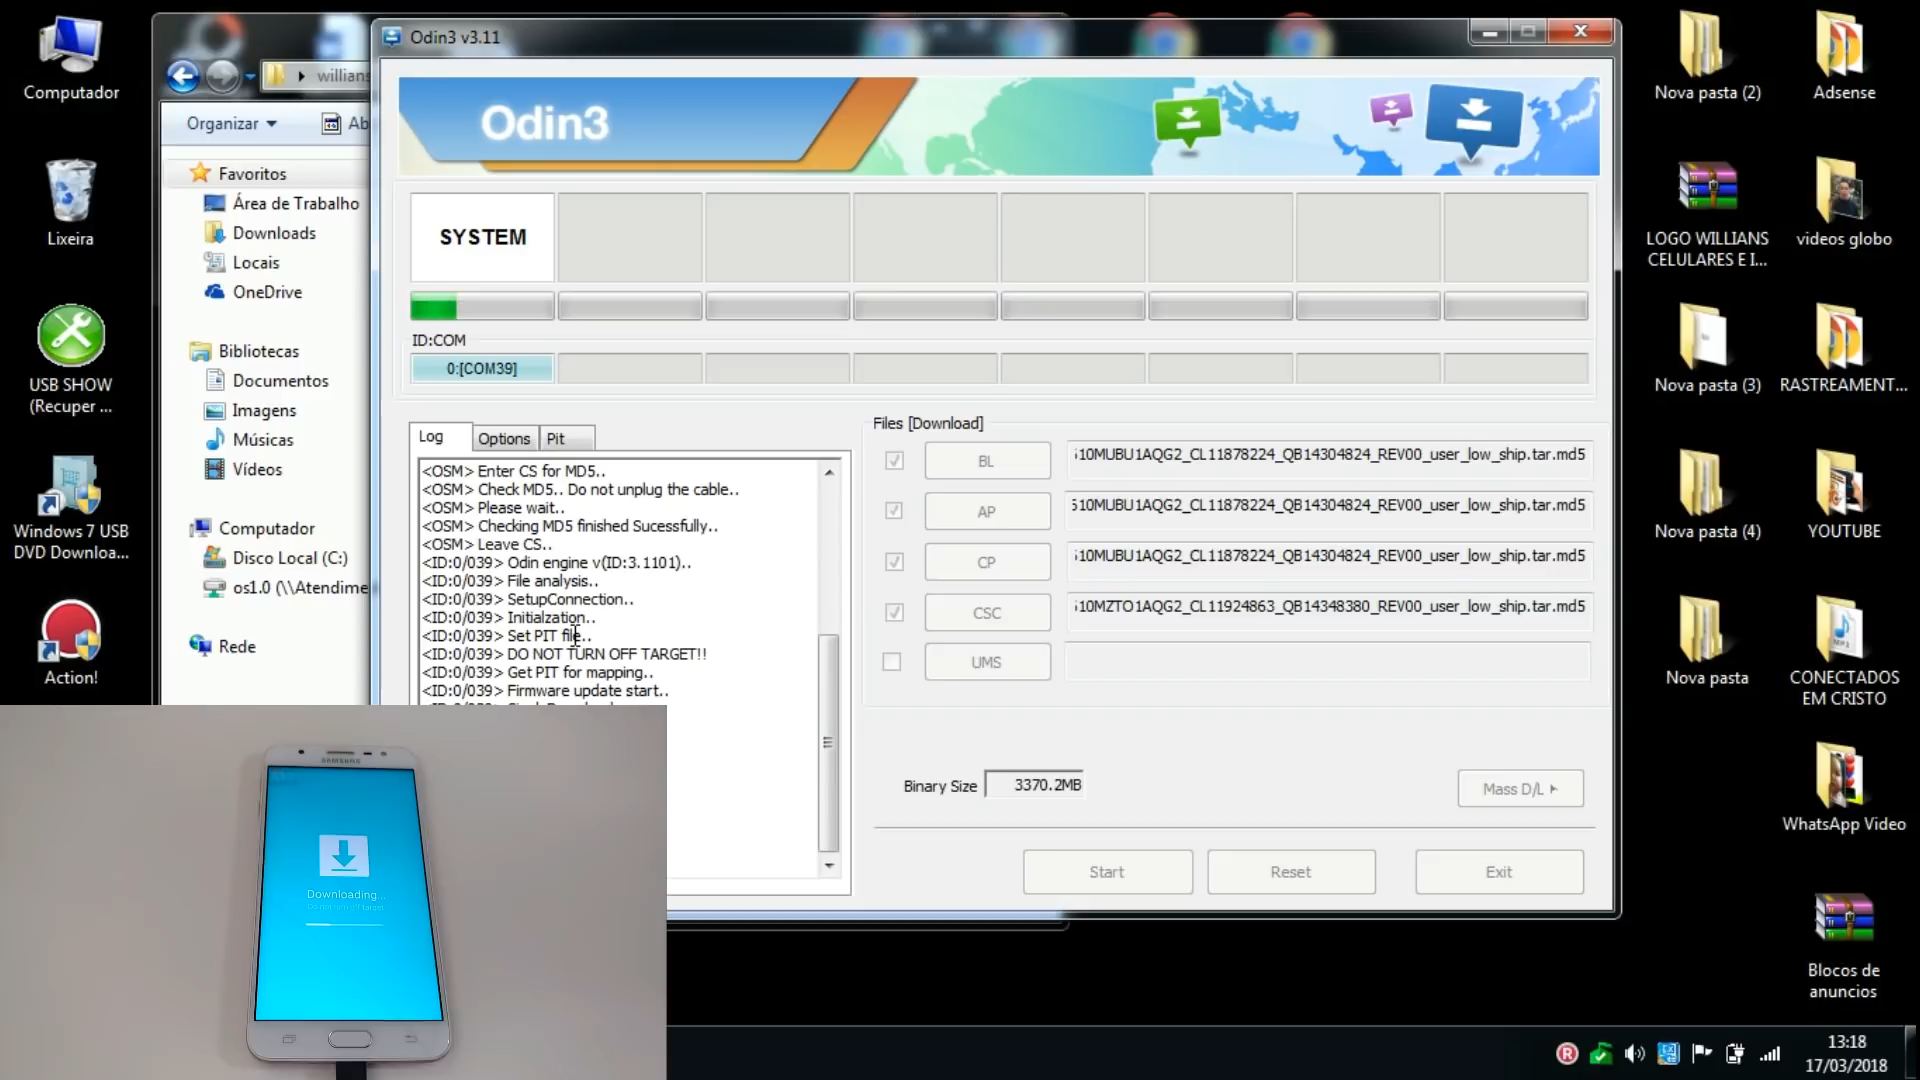 Odin3 v3.11
Odin3
SYSTEM
ID:COM
0:[COM39]
Log
Options
Pit
<OSM> Enter CS for MD5..
<OSM> Check MD5.. Do not unplug the cable..
<OSM> Please wait..
<OSM> Checking MD5 finished Sucessfully..
<OSM> Leave CS..
<ID:0/039> Odin engine v(ID:3.1101)..
<ID:0/039> File analysis..
<ID:0/039> SetupConnection..
<ID:0/039> Initialzation..
<ID:0/039> Set PIT file..
<ID:0/039> DO NOT TURN OFF TARGET!!
<ID:0/039> Get PIT for mapping..
<ID:0/039> Firmware update start..
Files [Download]
BL
10MUBU1AQG2_CL11878224_QB14304824_REV00_user_low_ship.tar.md5
AP
510MUBU1AQG2_CL11878224_QB14304824_REV00_user_low_ship.tar.md5
CP
10MUBU1AQG2_CL11878224_QB14304824_REV00_user_low_ship.tar.md5
CSC
10MZTO1AQG2_CL11924863_QB14348380_REV00_user_low_ship.tar.md5
UMS
Binary Size
3370.2MB
Mass D/L
Start
Reset
Exit
willians
Organizar
Ab
Favoritos
Área de Trabalho
Downloads
Locais
OneDrive
Bibliotecas
Documentos
Imagens
Músicas
Vídeos
Computador
Disco Local (C:)
os1.0 (\\Atendime
Rede
Computador
Lixeira
USB SHOW
(Recuper ...
Windows 7 USB
DVD Downloa...
Action!
Nova pasta (2)
Adsense
LOGO WILLIANS
CELULARES E I...
videos globo
Nova pasta (3)
RASTREAMENT...
Nova pasta (4)
YOUTUBE
Nova pasta
CONECTADOS
EM CRISTO
WhatsApp Video
Blocos de
anuncios
SAMSUNG
Downloading...
Do not turn off target
13:18
17/03/2018